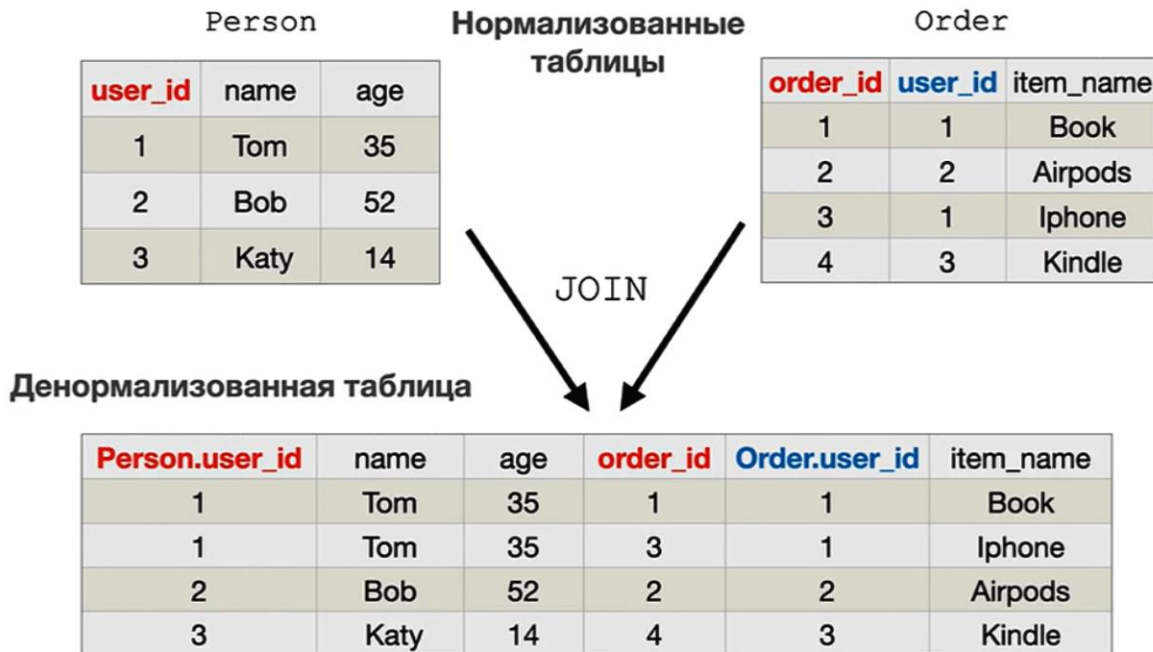 Person
Нормализованные
таблицы
Order
user_id name age
1 Tom 35
2 Bob 52
3 Katy 14
order_id user_id item_name
1 1 Book
2 2 Airpods
3 1 Iphone
4 3 Kindle
JOIN
Денормализованная таблица
Person.user_id name age order_id Order.user_id item_name
1 Tom 35 1 1 Book
1 Tom 35 3 1 Iphone
2 Bob 52 2 2 Airpods
3 Katy 14 4 3 Kindle